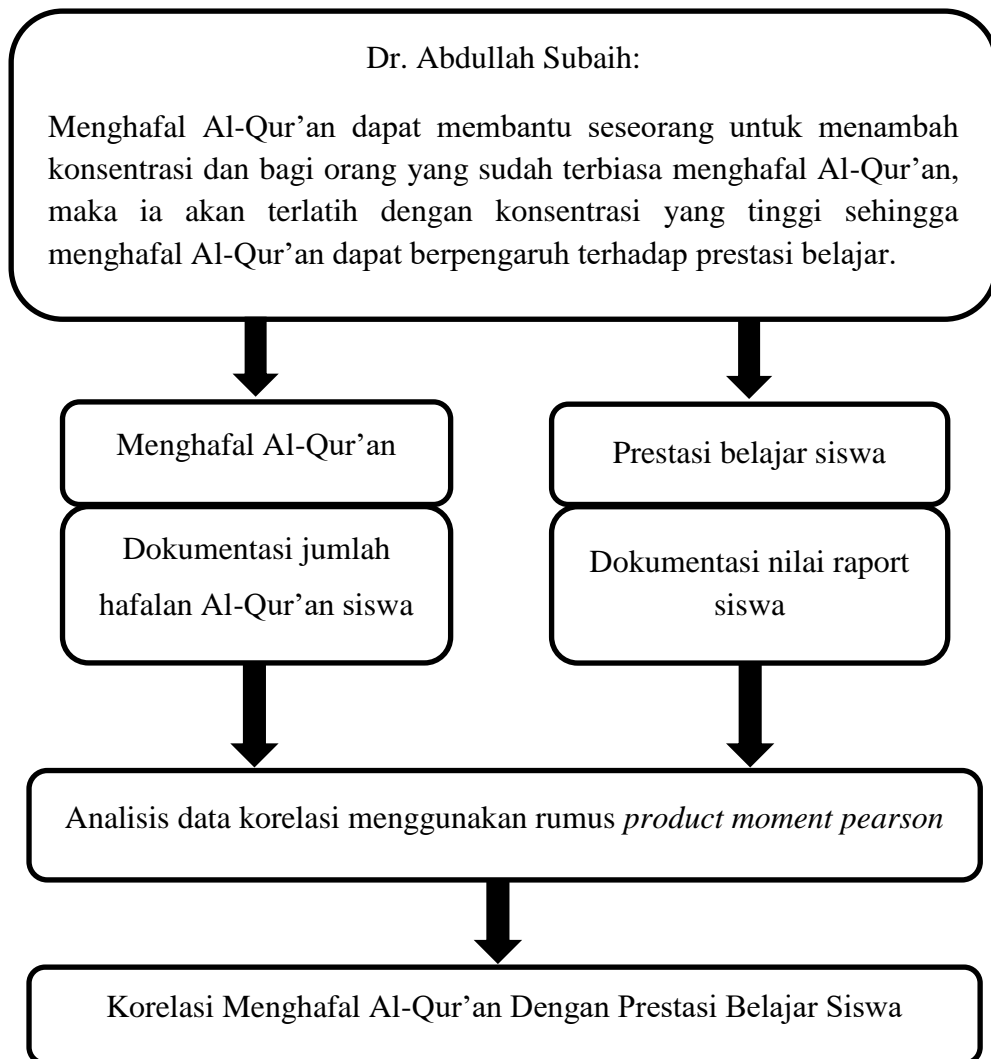 Dr. Abdullah Subaih:
Menghafal Al-Qur’an dapat membantu seseorang untuk menambah
konsentrasi dan bagi orang yang sudah terbiasa menghafal Al-Qur’an,
maka ia akan terlatih dengan konsentrasi yang tinggi sehingga
menghafal Al-Qur’an dapat berpengaruh terhadap prestasi belajar.
Menghafal Al-Qur’an
Prestasi belajar siswa
Dokumentasi jumlah
hafalan Al-Qur’an siswa
Dokumentasi nilai raport
siswa
Analisis data korelasi menggunakan rumus product moment pearson
Korelasi Menghafal Al-Qur’an Dengan Prestasi Belajar Siswa